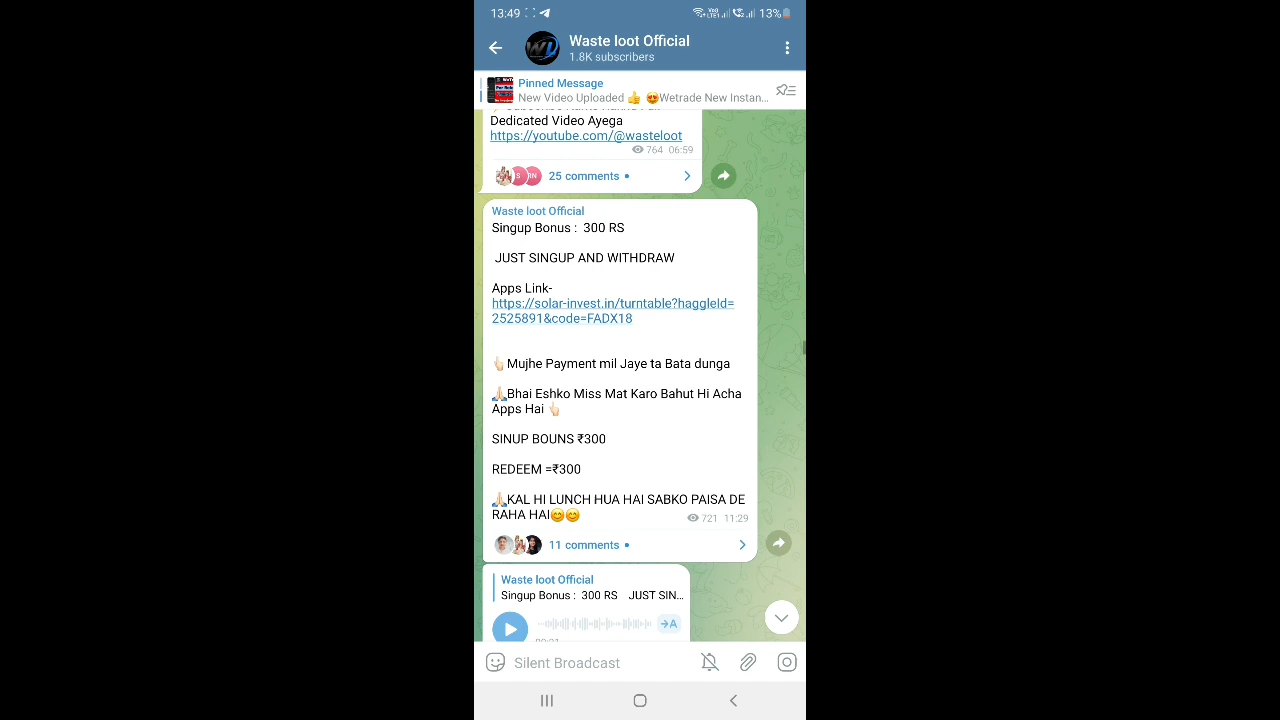 13:49
13%
Waste loot Official
1.8K subscribers
Pinned Message
New Video Uploaded 👍 😍Wetrade New Instan...
Dedicated Video Ayega
https://youtube.com/@wasteloot
764 06:59
25 comments
Waste loot Official
Singup Bonus : 300 RS
JUST SINGUP AND WITHDRAW
Apps Link-
https://solar-invest.in/turntable?haggleId=
2525891&code=FADX18
👆🏻Mujhe Payment mil Jaye ta Bata dunga
🙏🏻Bhai Eshko Miss Mat Karo Bahut Hi Acha
Apps Hai 👆🏻
SINUP BOUNS ₹300
REDEEM =₹300
🙏🏻KAL HI LUNCH HUA HAI SABKO PAISA DE
RAHA HAI😊😊
721 11:29
11 comments
Waste loot Official
Singup Bonus : 300 RS JUST SIN...
→A
Silent Broadcast